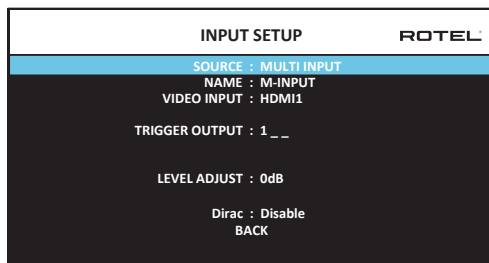 INPUT SETUP
ROTEL
SOURCE : MULTI INPUT
NAME : M-INPUT
VIDEO INPUT : HDMI1
TRIGGER OUTPUT : 1 _ _
LEVEL ADJUST : 0dB
Dirac : Disable
BACK